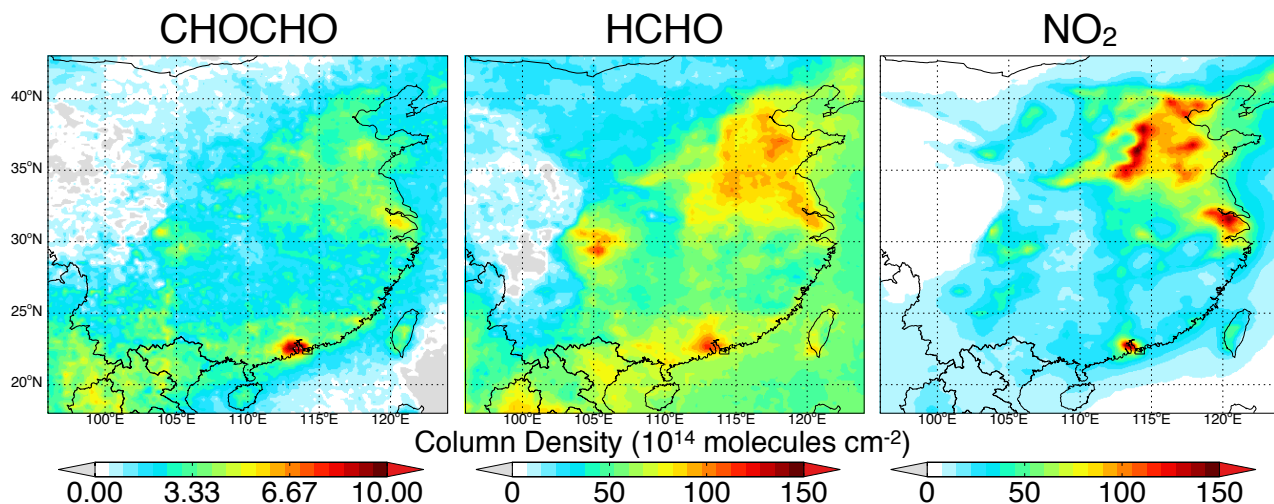 CHOCHO HCHO NO₂
40°N
35°N
30°N
25°N
20°N
100°E 105°E 110°E 115°E 120°E 100°E 105°E 110°E 115°E 120°E 100°E 105°E 110°E 115°E 120°E
Column Density (10¹⁴ molecules cm⁻²)
0.00 3.33 6.67 10.00 0 50 100 150 0 50 100 150